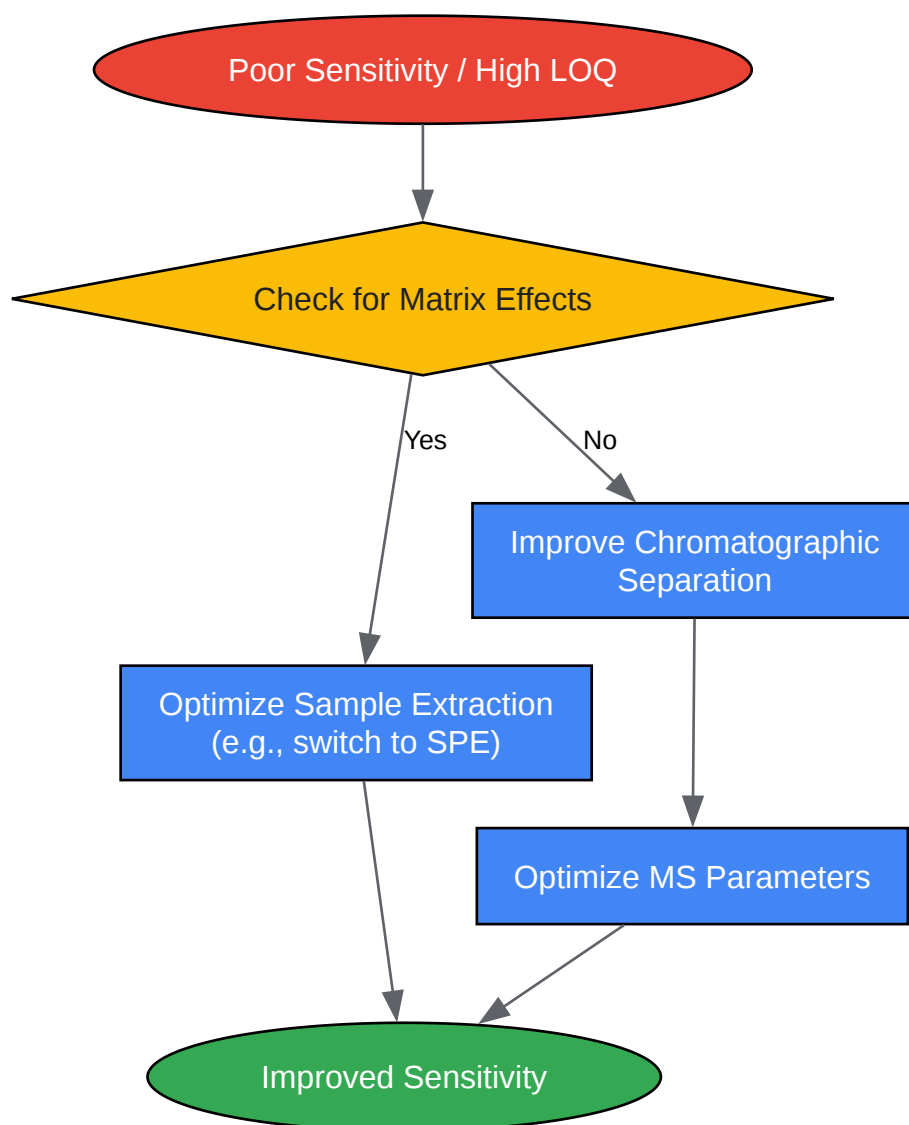 Poor Sensitivity / High LOQ
Check for Matrix Effects
Yes
No
Improve Chromatographic
Separation
Optimize Sample Extraction
(e.g., switch to SPE)
Optimize MS Parameters
Improved Sensitivity